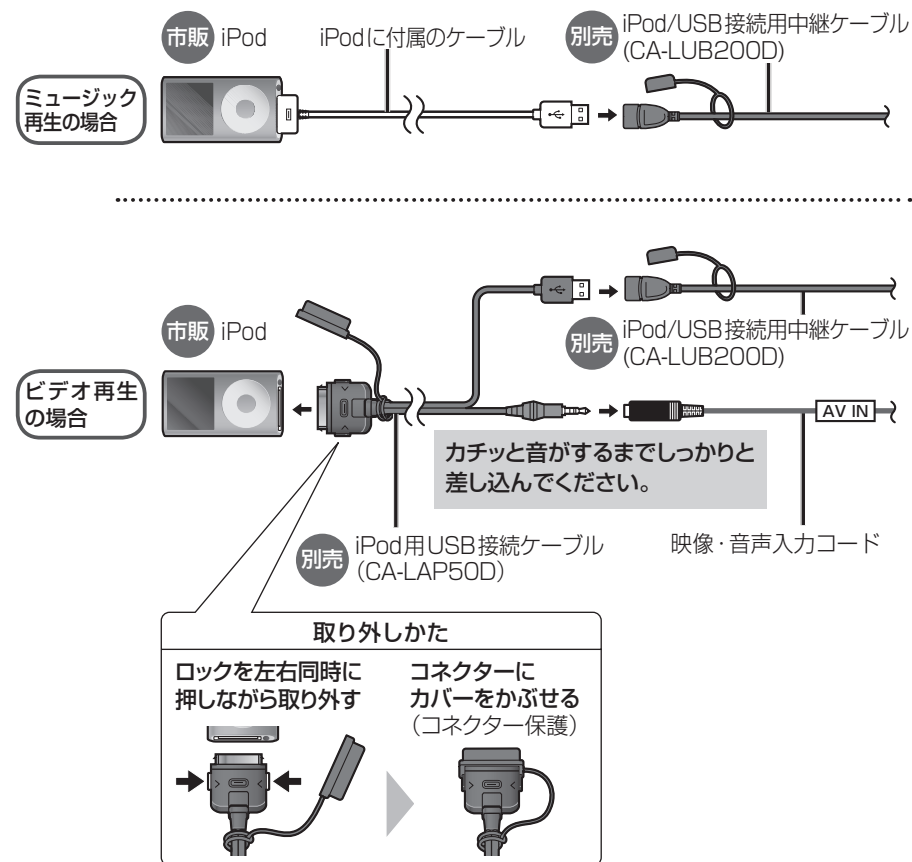 市販 iPod
iPodに付属のケーブル
別売 iPod/USB接続用中継ケーブル
(CA-LUB200D)
ミュージック
再生の場合
市販 iPod
別売 iPod/USB接続用中継ケーブル
(CA-LUB200D)
ビデオ再生
の場合
AV IN
カチッと音がするまでしっかりと
差し込んでください。
別売 iPod用USB接続ケーブル
(CA-LAP50D)
映像・音声入力コード
取り外しかた
ロックを左右同時に
押しながら取り外す
コネクターに
カバーをかぶせる
(コネクター保護)